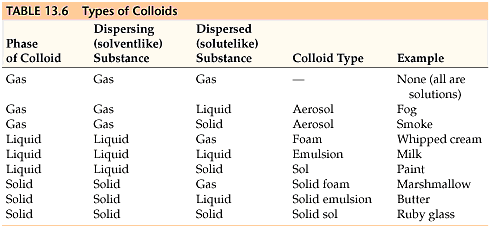 TABLE 13.6 Types of Colloids
Phase of Colloid Dispersing (solventlike) Substance Dispersed (solutelike) Substance Colloid Type Example
Gas Gas Gas — None (all are solutions)
Gas Gas Liquid Aerosol Fog
Gas Gas Solid Aerosol Smoke
Liquid Liquid Gas Foam Whipped cream
Liquid Liquid Liquid Emulsion Milk
Liquid Liquid Solid Sol Paint
Solid Solid Gas Solid foam Marshmallow
Solid Solid Liquid Solid emulsion Butter
Solid Solid Solid Solid sol Ruby glass